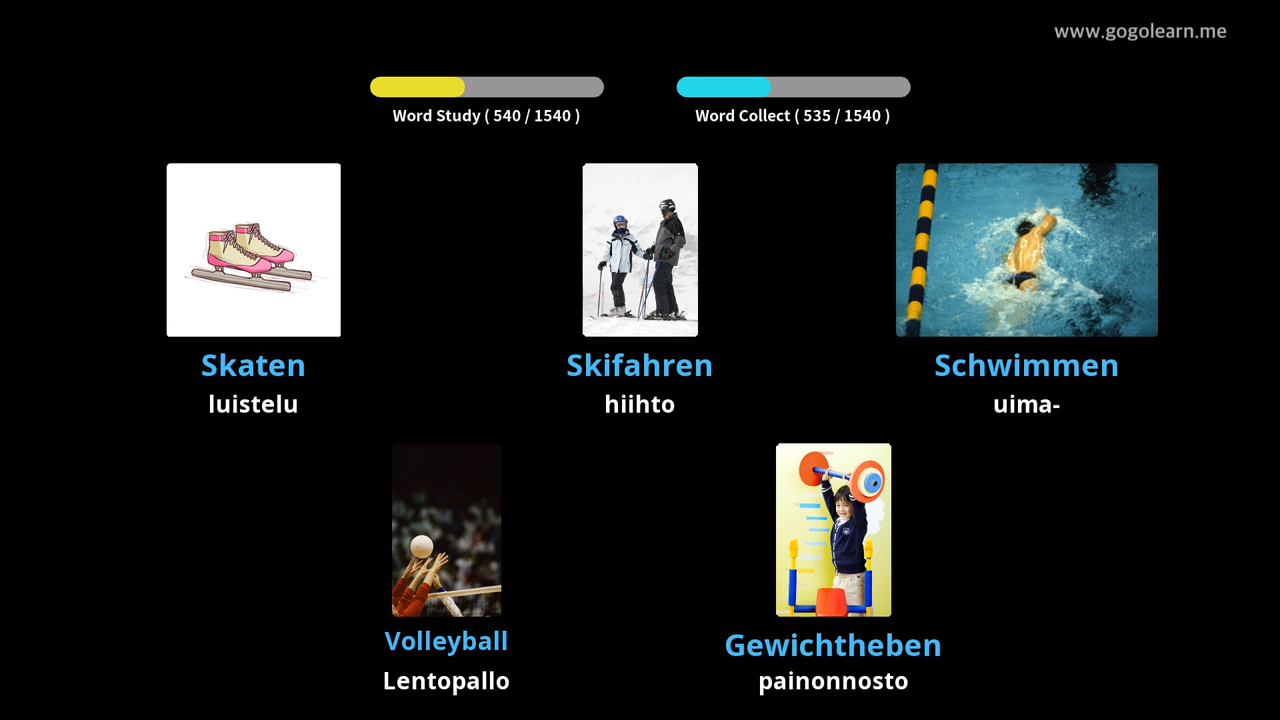 www.gogolearn.me
Word Study ( 540 / 1540 )
Word Collect ( 535 / 1540 )
Skaten
luistelu
Skifahren
hiihto
Schwimmen
uima-
Volleyball
Lentopallo
Gewichtheben
painonnosto